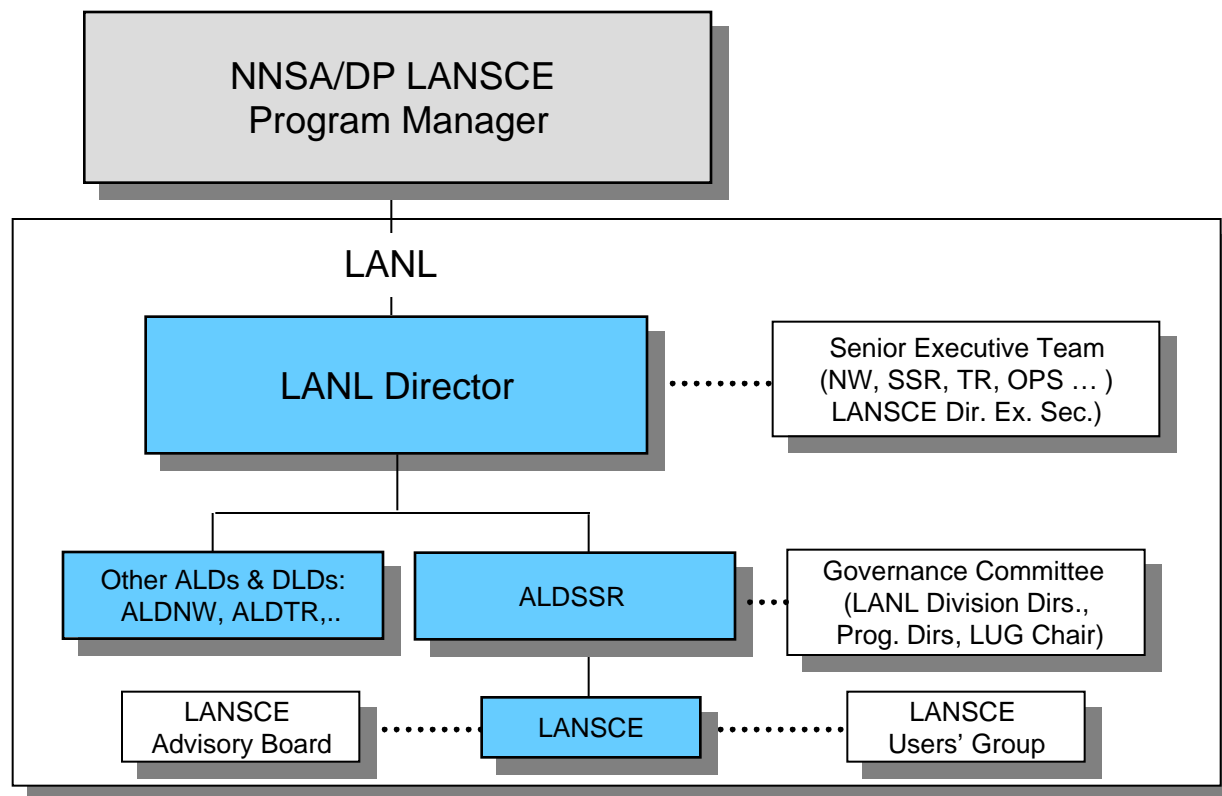 NNSA/DP LANSCE
Program Manager
LANL
LANL Director
Senior Executive Team
(NW, SSR, TR, OPS … )
LANSCE Dir. Ex. Sec.)
Other ALDs & DLDs:
ALDNW, ALDTR,..
ALDSSR
Governance Committee
(LANL Division Dirs.,
Prog. Dirs, LUG Chair)
LANSCE
Advisory Board
LANSCE
LANSCE
Users’ Group